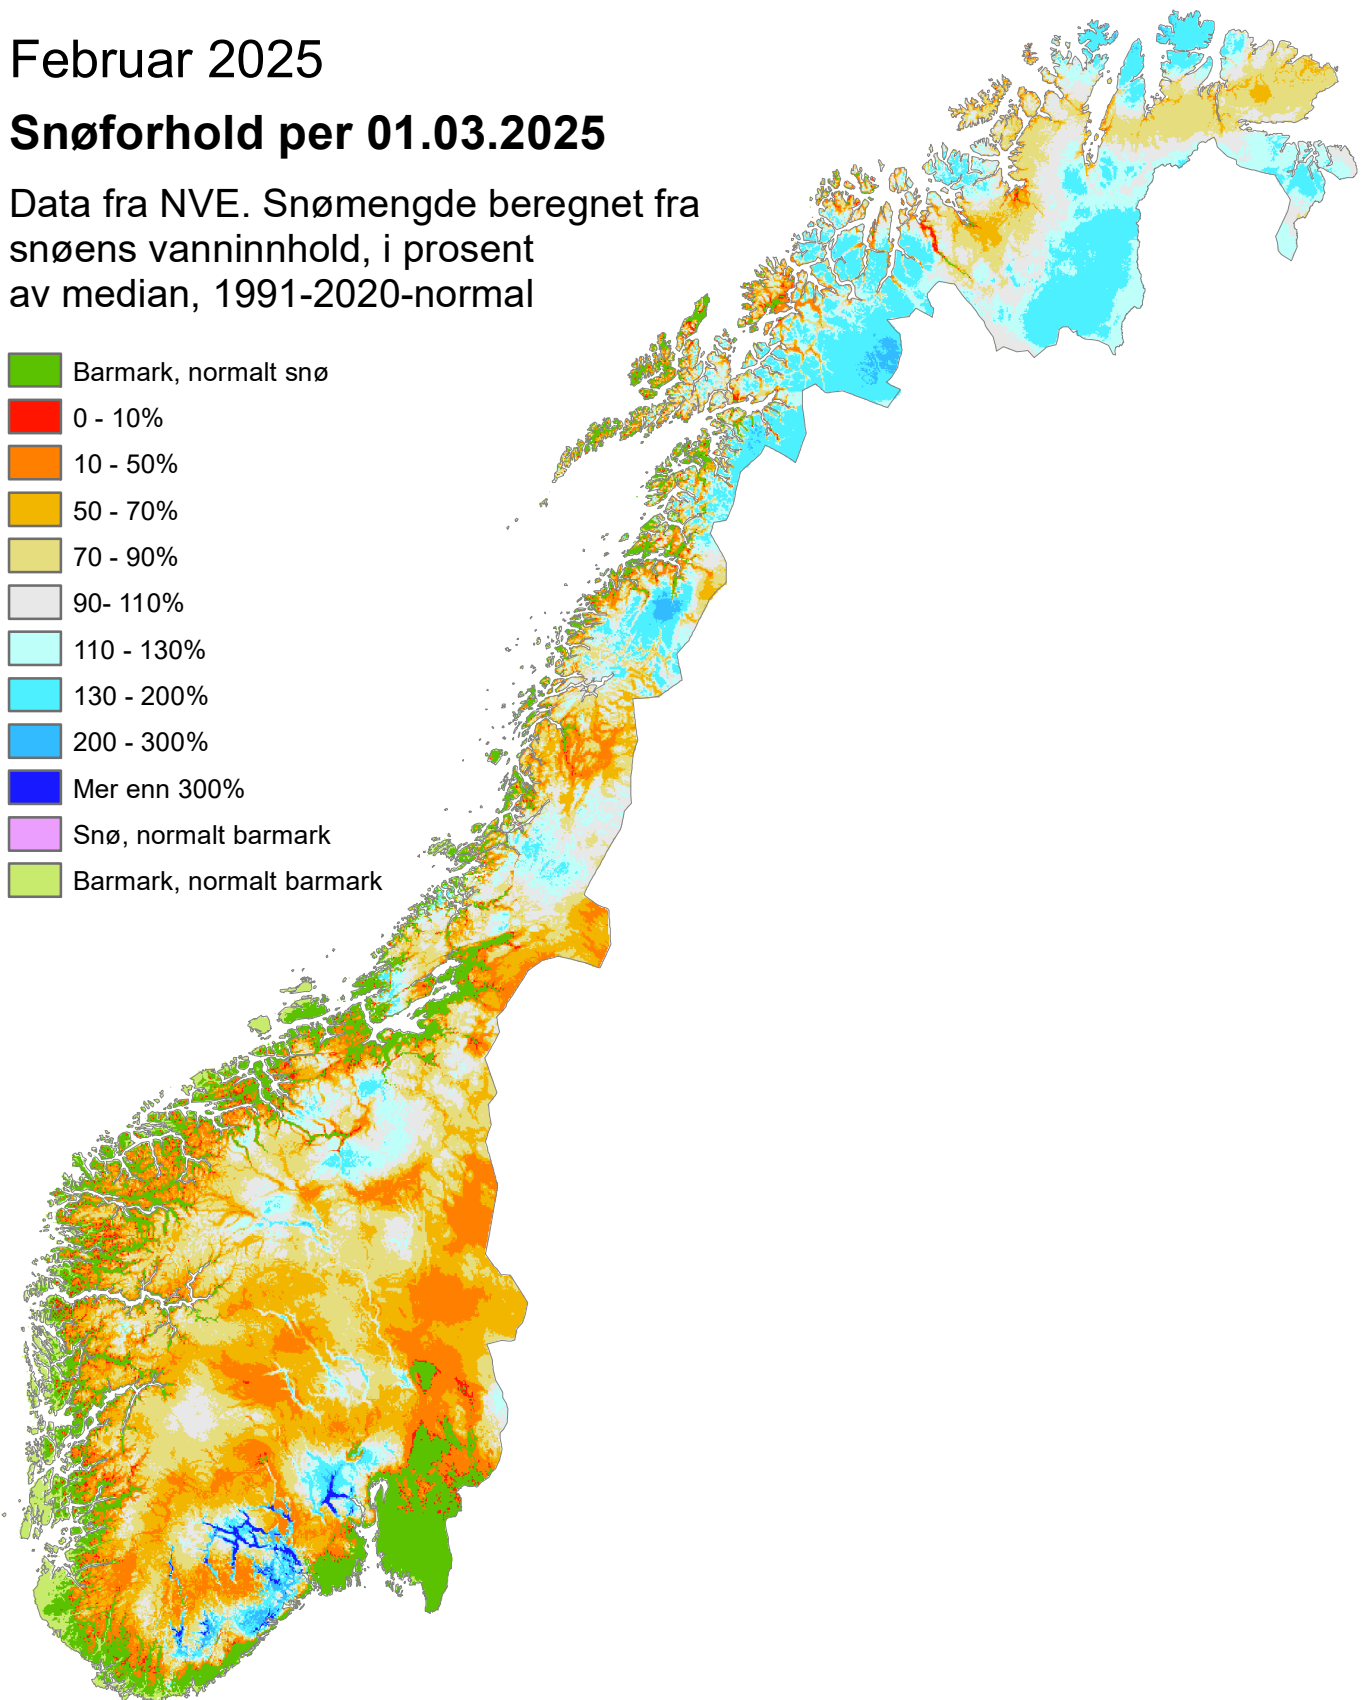 Februar 2025
Snøforhold per 01.03.2025
Data fra NVE. Snømengde beregnet fra
snøens vanninnhold, i prosent
av median, 1991-2020-normal
Barmark, normalt snø
0 - 10%
10 - 50%
50 - 70%
70 - 90%
90- 110%
110 - 130%
130 - 200%
200 - 300%
Mer enn 300%
Snø, normalt barmark
Barmark, normalt barmark